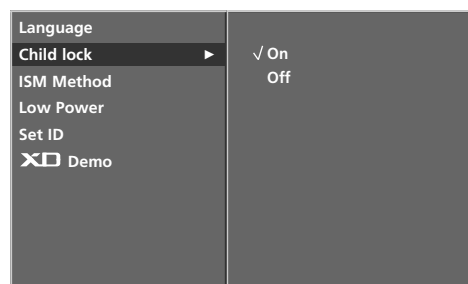 Language
Child lock ►
ISM Method
Low Power
Set ID
XD Demo
√ On
Off